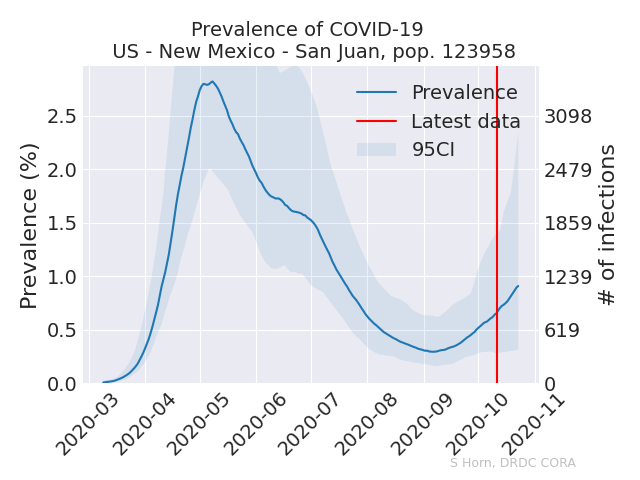 Prevalence of COVID-19
US - New Mexico - San Juan, pop. 123958
Prevalence (%)
2.5
2.0
1.5
1.0
0.5
0.0
Prevalence
Latest data
95CI
3098
2479
1859
1239
619
0
# of infections
2020-03
2020-04
2020-05
2020-06
2020-07
2020-08
2020-09
2020-10
2020-11
S Horn, DRDC CORA